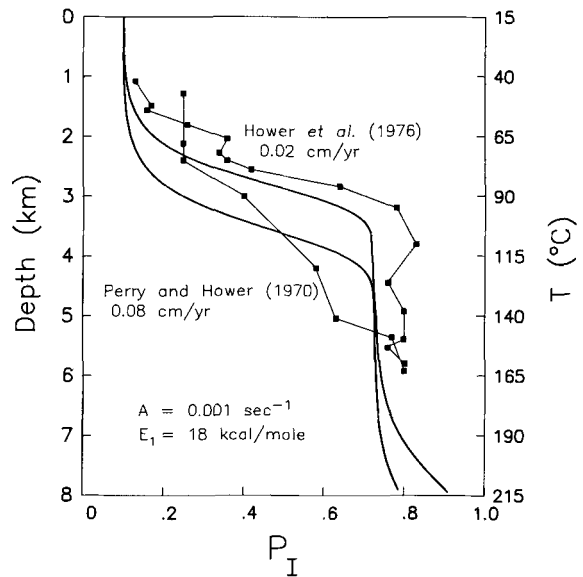 0
1
2
3
4
5
6
7
8
Depth (km)
15
40
65
90
115
140
165
190
215
T (°C)
Hower et al. (1976)
0.02 cm/yr
Perry and Hower (1970)
0.08 cm/yr
A = 0.001 sec⁻¹
E₁ = 18 kcal/mole
0 .2 .4 .6 .8 1.0
P_I